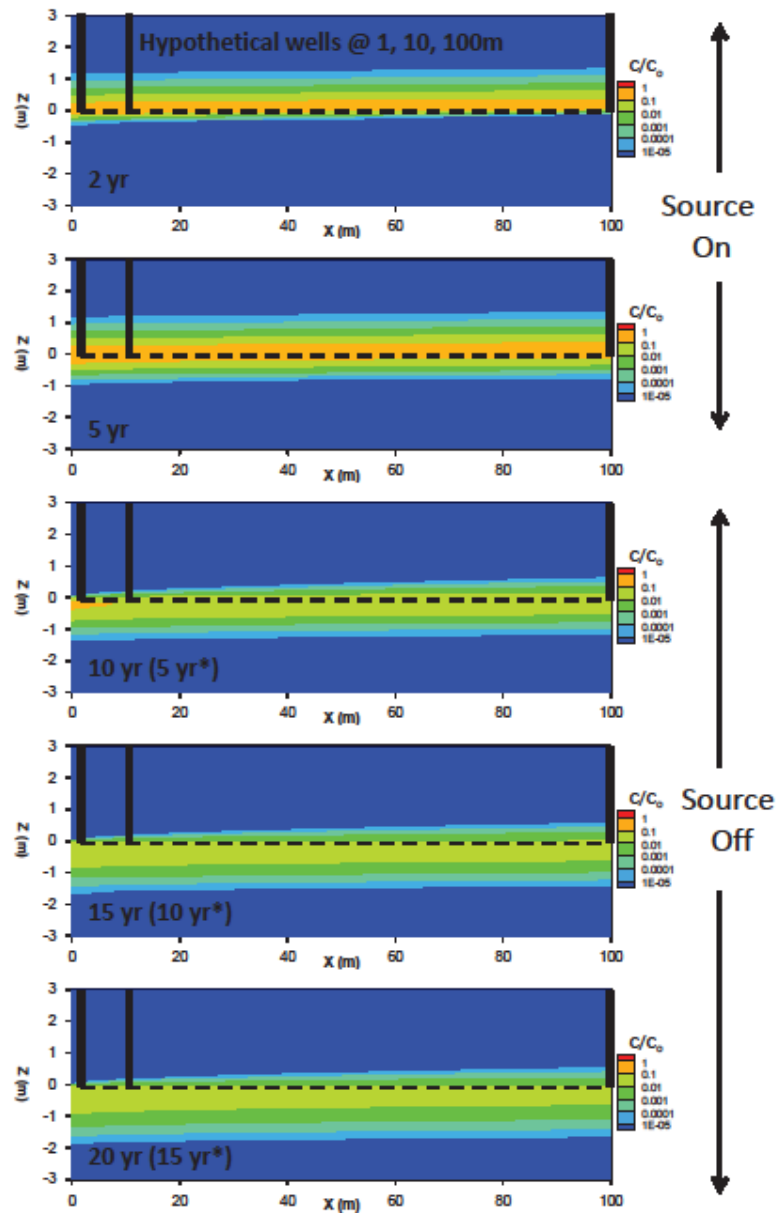 3
Hypothetical wells @ 1, 10, 100m
2
1
Z (m)
0
-1
-2
2 yr
-3
0 20 40 60 80 100
X (m)
C/Co
1
0.1
0.01
0.001
0.0001
1E-05
Source
On
3
2
1
Z (m)
0
-1
-2
5 yr
-3
0 20 40 60 80 100
X (m)
C/Co
1
0.1
0.01
0.001
0.0001
1E-05
3
2
1
Z (m)
0
-1
-2
10 yr (5 yr*)
-3
0 20 40 60 80 100
X (m)
C/Co
1
0.1
0.01
0.001
0.0001
1E-05
Source
Off
3
2
1
Z (m)
0
-1
-2
15 yr (10 yr*)
-3
0 20 40 60 80 100
X (m)
C/Co
1
0.1
0.01
0.001
0.0001
1E-05
3
2
1
Z (m)
0
-1
-2
20 yr (15 yr*)
-3
0 20 40 60 80 100
X (m)
C/Co
1
0.1
0.01
0.001
0.0001
1E-05